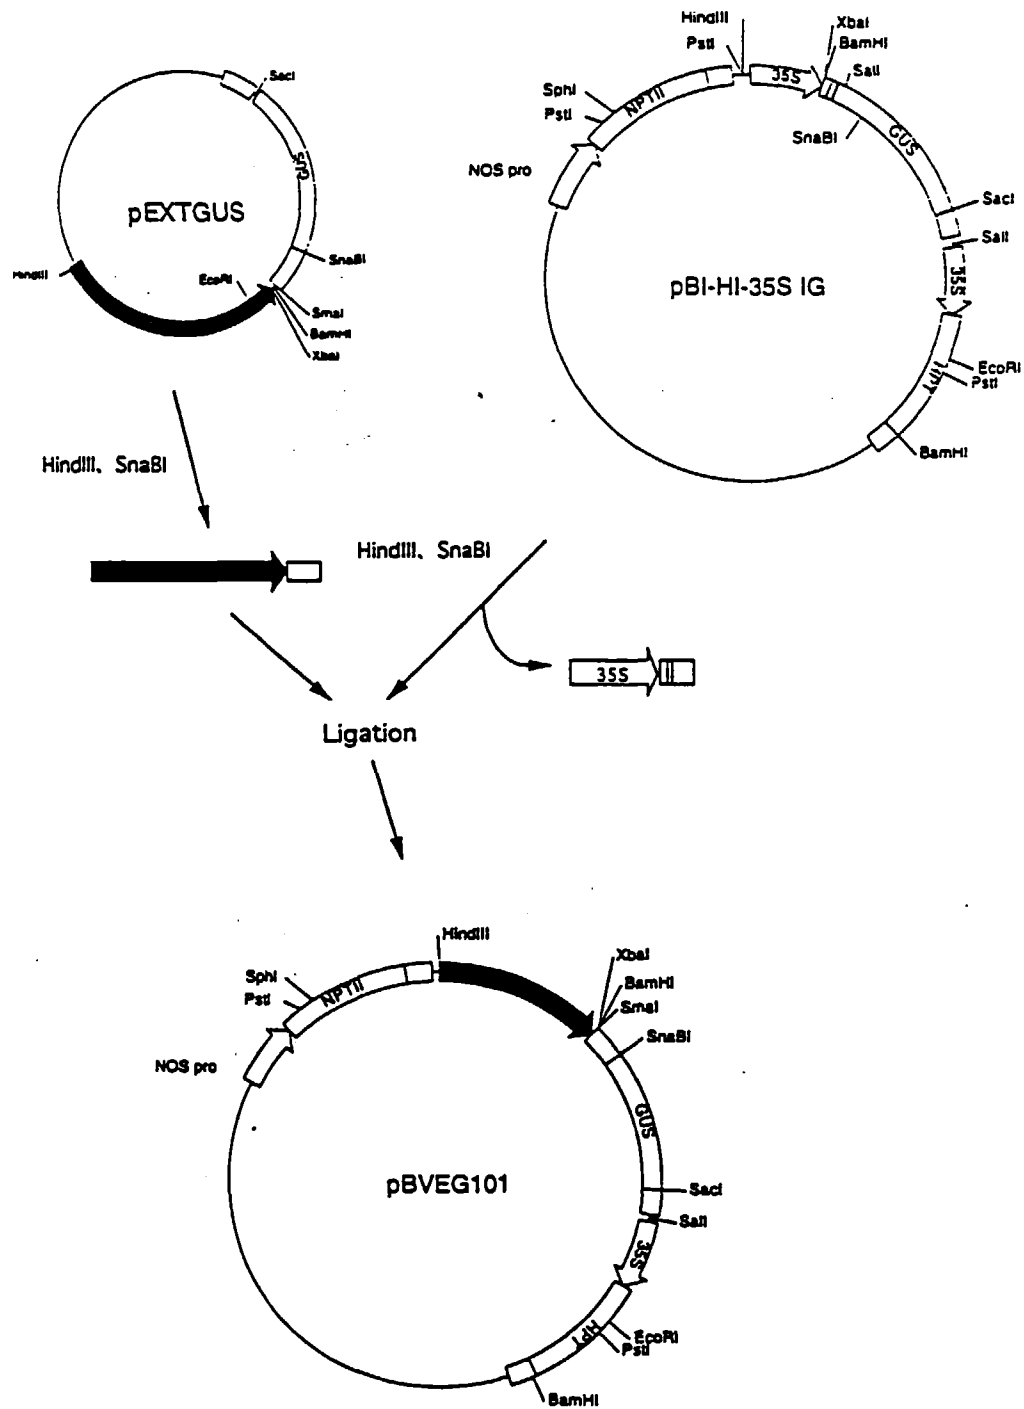 SacI
GUS
pEXTGUS
HindIII
EcoRI
SnaBI
SmaI
BamHI
XbaI
HindIII
PstI
35S
XbaI
BamHI
SalI
SphI
PstI
NPTII
SnaBI
GUS
NOS pro
SacI
SalI
pBI-HI-35S IG
35S
EcoRI
PstI
HPT
BamHI
HindIII、SnaBI
HindIII、SnaBI
35S
Ligation
HindIII
XbaI
BamHI
SmaI
SnaBI
SphI
PstI
NPTII
NOS pro
GUS
pBVEG101
SacI
SalI
35S
HPT
EcoRI
PstI
BamHI